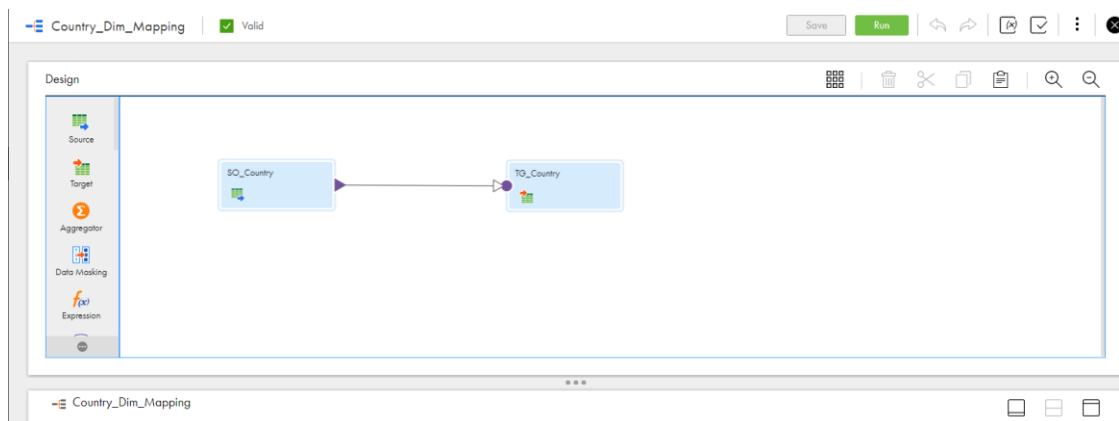 Country_Dim_Mapping
Valid
Save
Run
Design
Source
Target
Aggregator
Data Masking
f(x)
Expression
SO_Country
TG_Country
Country_Dim_Mapping